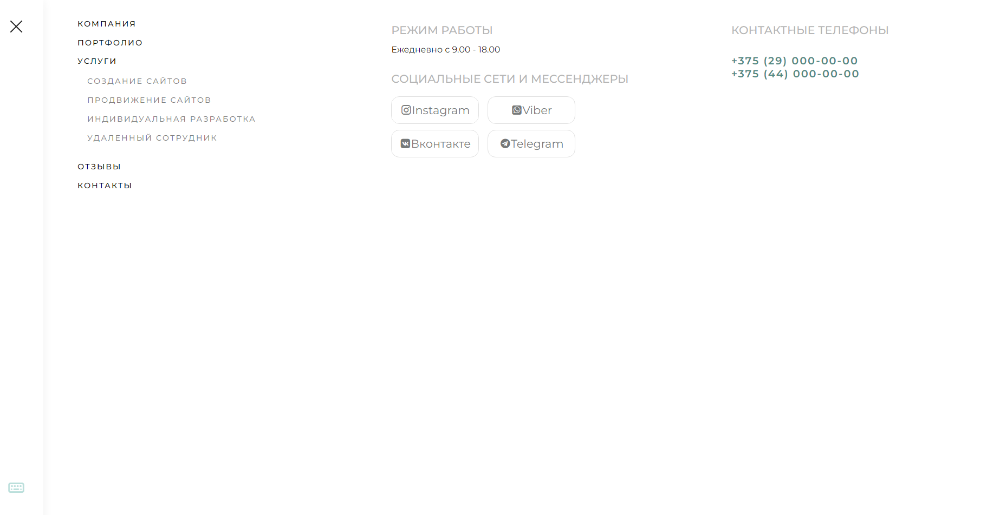 КОМПАНИЯ
ПОРТФОЛИО
УСЛУГИ
СОЗДАНИЕ САЙТОВ
ПРОДВИЖЕНИЕ САЙТОВ
ИНДИВИДУАЛЬНАЯ РАЗРАБОТКА
УДАЛЕННЫЙ СОТРУДНИК
ОТЗЫВЫ
КОНТАКТЫ
РЕЖИМ РАБОТЫ
Ежедневно с 9.00 - 18.00
СОЦИАЛЬНЫЕ СЕТИ И МЕССЕНДЖЕРЫ
Instagram
Viber
Вконтакте
Telegram
КОНТАКТНЫЕ ТЕЛЕФОНЫ
+375 (29) 000-00-00
+375 (44) 000-00-00